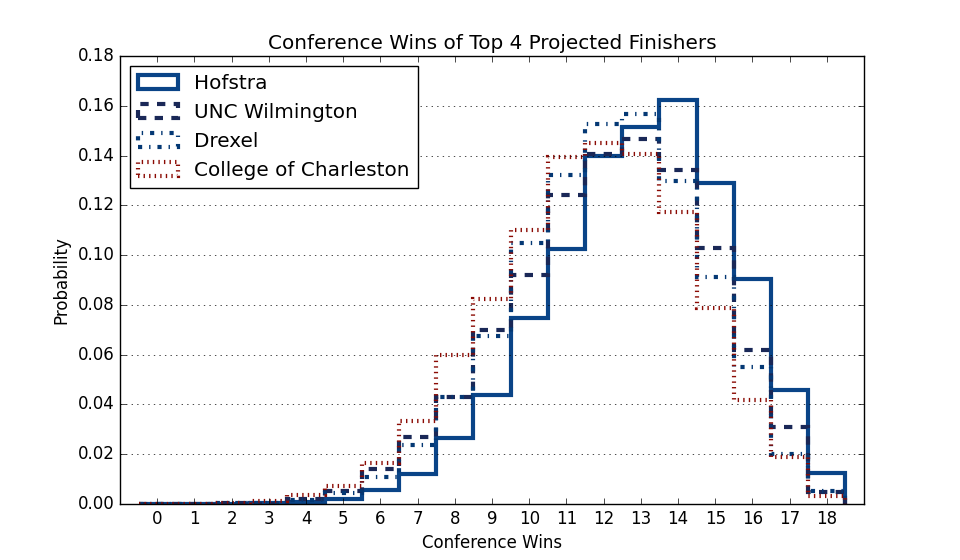 Conference Wins of Top 4 Projected Finishers
0.18
0.16
0.14
0.12
0.10
0.08
0.06
0.04
0.02
0.00
Probability
Hofstra
UNC Wilmington
Drexel
College of Charleston
0 1 2 3 4 5 6 7 8 9 10 11 12 13 14 15 16 17 18
Conference Wins